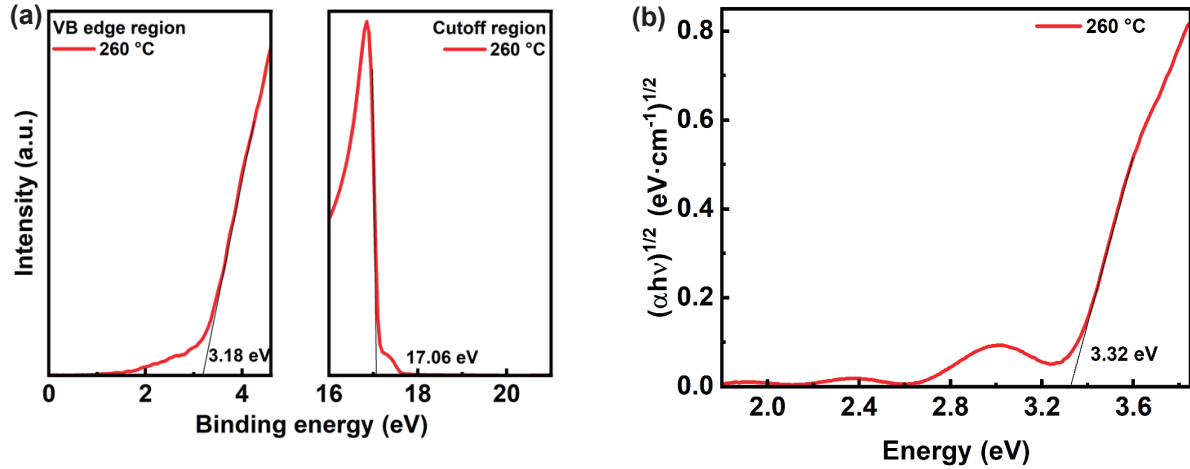 (a)
VB edge region
260 °C
Cutoff region
260 °C
Intensity (a.u.)
3.18 eV
17.06 eV
0 2 4 16 18 20
Binding energy (eV)
(b)
260 °C
(αhν)1/2 (eV·cm-1)1/2
0.8
0.6
0.4
0.2
0.0
3.32 eV
2.0 2.4 2.8 3.2 3.6
Energy (eV)